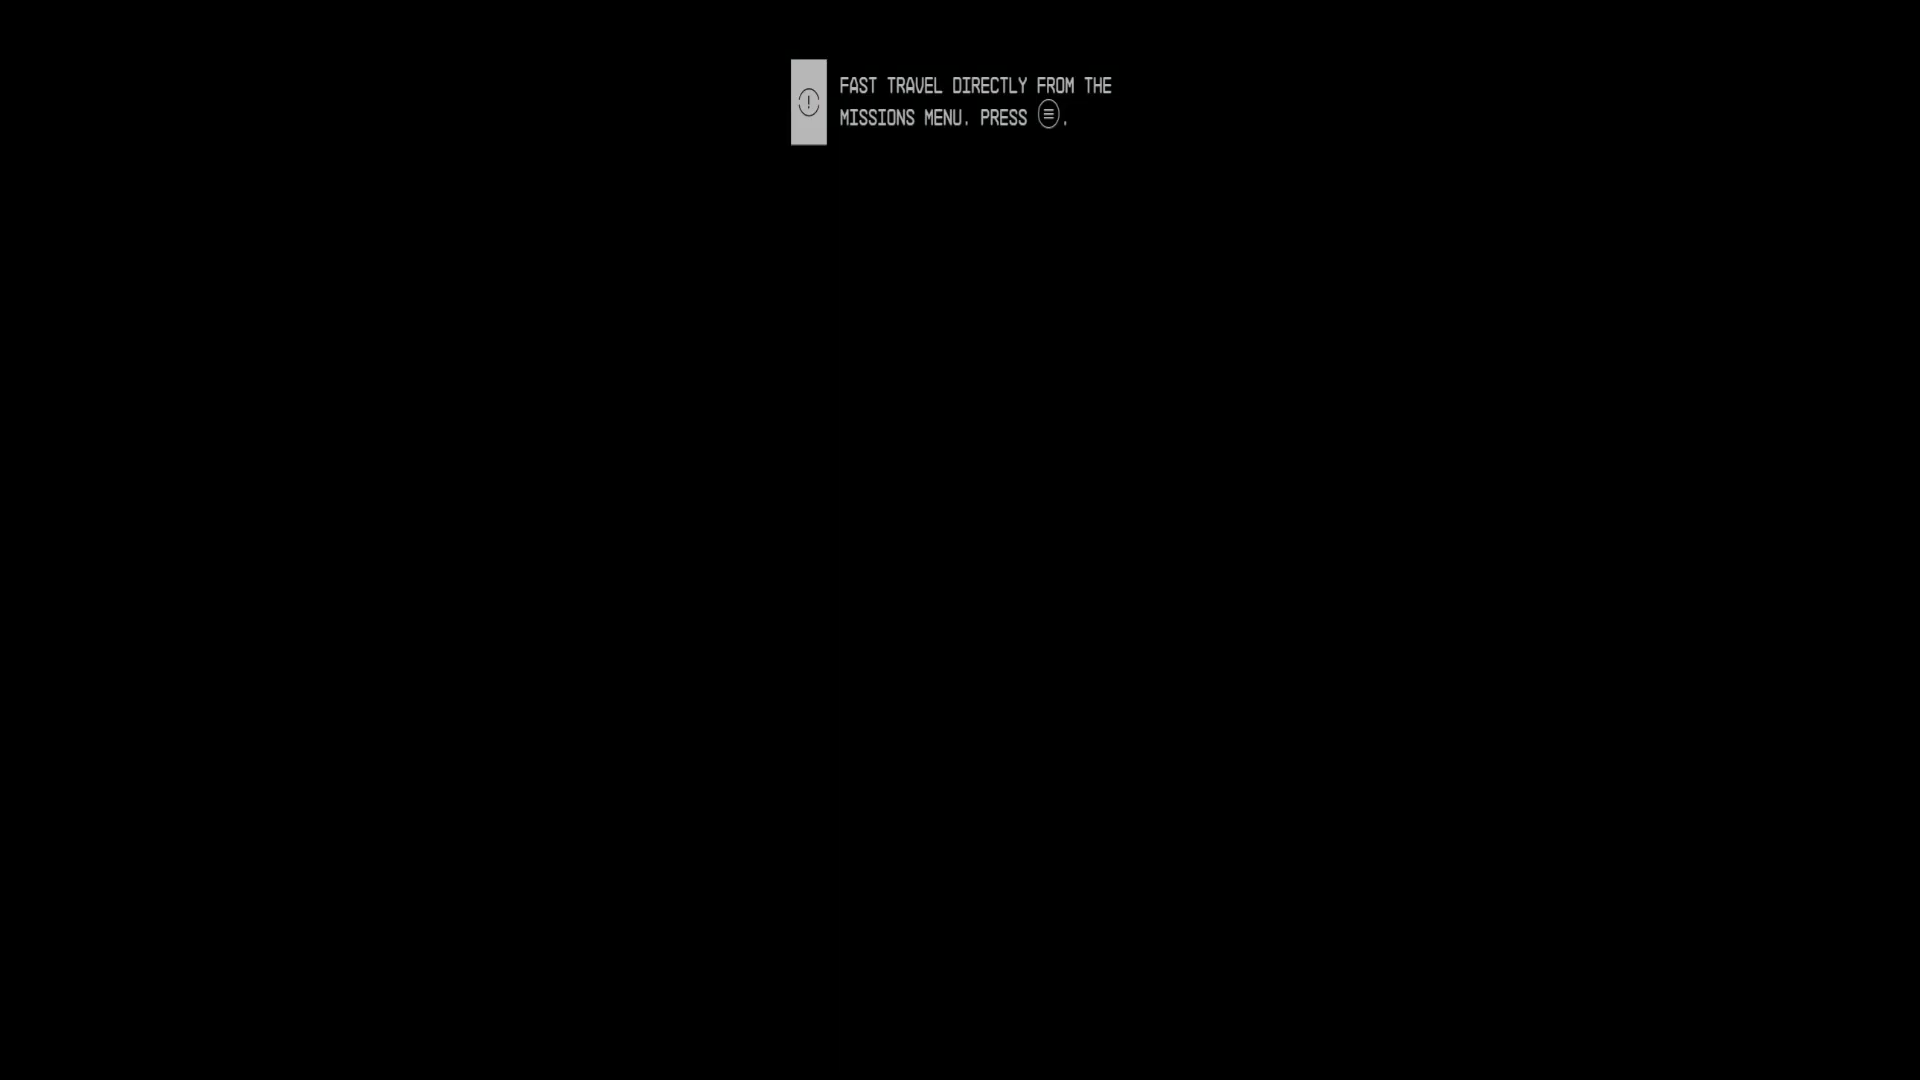 FAST TRAVEL DIRECTLY FROM THE
MISSIONS MENU. PRESS ☰.